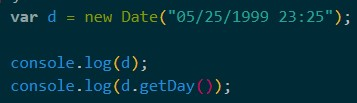 var d = new Date("05/25/1999 23:25");
console.log(d);
console.log(d.getDay());